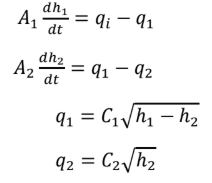 A₁ dh₁/dt = qᵢ − q₁
A₂ dh₂/dt = q₁ − q₂
q₁ = C₁√(h₁ − h₂)
q₂ = C₂√h₂